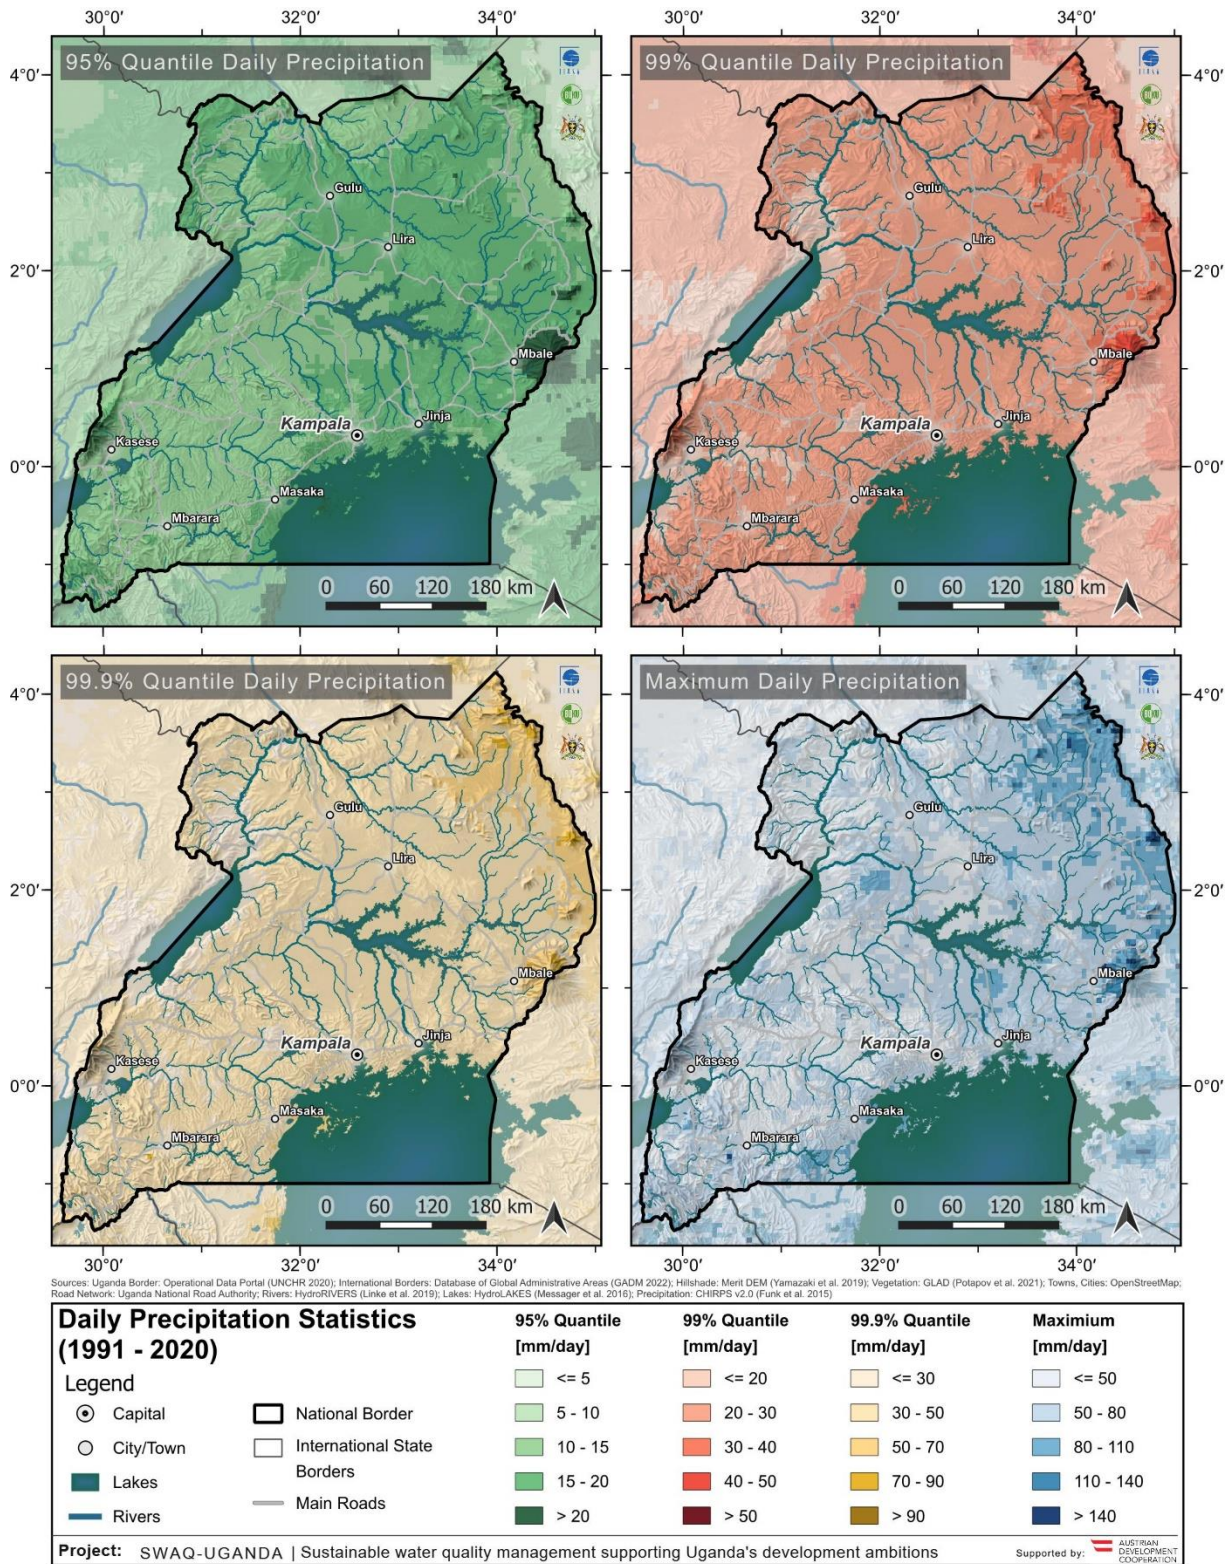 30°0′ 32°0′ 34°0′ 30°0′ 32°0′ 34°0′
95% Quantile Daily Precipitation
99% Quantile Daily Precipitation
4°0′ 4°0′
Gulu Gulu
Lira Lira
2°0′ 2°0′
Mbale Mbale
Jinja Jinja
Kampala Kampala
Kasese Kasese
0°0′ 0°0′
Masaka Masaka
Mbarara Mbarara
0 60 120 180 km 0 60 120 180 km
99.9% Quantile Daily Precipitation
Maximum Daily Precipitation
4°0′ 4°0′
Gulu Gulu
Lira Lira
2°0′ 2°0′
Mbale Mbale
Jinja Jinja
Kampala Kampala
Kasese Kasese
0°0′ 0°0′
Masaka Masaka
Mbarara Mbarara
0 60 120 180 km 0 60 120 180 km
30°0′ 32°0′ 34°0′ 30°0′ 32°0′ 34°0′
Sources: Uganda Border: Operational Data Portal (UNCHR 2020); International Borders: Database of Global Administrative Areas (GADM 2022); Hillshade: Merit DEM (Yamazaki et al. 2019); Vegetation: GLAD (Potapov et al. 2021); Towns, Cities: OpenStreetMap;
Road Network: Uganda National Road Authority; Rivers: HydroRIVERS (Linke et al. 2019); Lakes: HydroLAKES (Messager et al. 2016); Precipitation: CHIRPS v2.0 (Funk et al. 2015)
Daily Precipitation Statistics
(1991 - 2020)
Legend
Capital
City/Town
Lakes
Rivers
National Border
International State
Borders
Main Roads
95% Quantile
[mm/day]
<= 5
5 - 10
10 - 15
15 - 20
> 20
99% Quantile
[mm/day]
<= 20
20 - 30
30 - 40
40 - 50
> 50
99.9% Quantile
[mm/day]
<= 30
30 - 50
50 - 70
70 - 90
> 90
Maximium
[mm/day]
<= 50
50 - 80
80 - 110
110 - 140
> 140
Project: SWAQ-UGANDA | Sustainable water quality management supporting Uganda's development ambitions
Supported by:
AUSTRIAN
DEVELOPMENT
COOPERATION